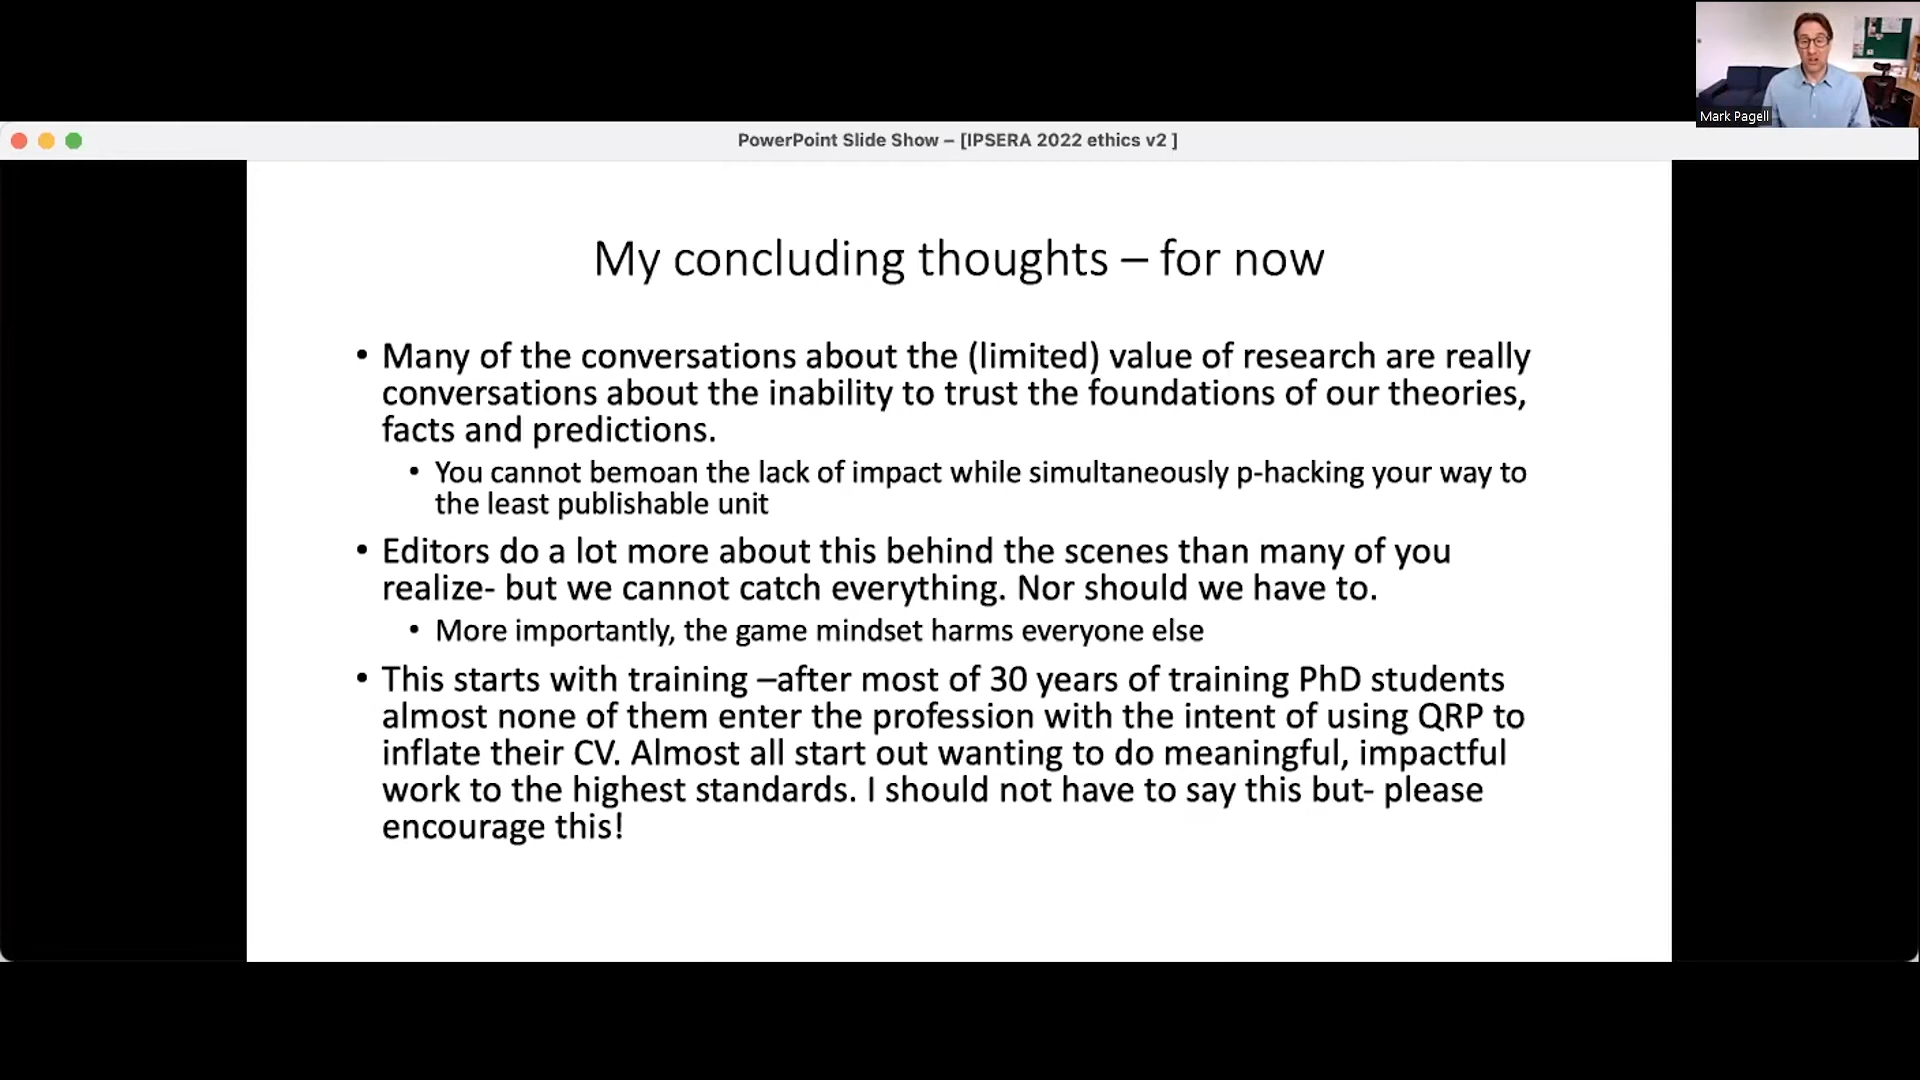 Mark Pagell
PowerPoint Slide Show – [IPSERA 2022 ethics v2 ]
My concluding thoughts – for now
• Many of the conversations about the (limited) value of research are really
conversations about the inability to trust the foundations of our theories,
facts and predictions.
• You cannot bemoan the lack of impact while simultaneously p-hacking your way to
the least publishable unit
• Editors do a lot more about this behind the scenes than many of you
realize- but we cannot catch everything. Nor should we have to.
• More importantly, the game mindset harms everyone else
• This starts with training –after most of 30 years of training PhD students
almost none of them enter the profession with the intent of using QRP to
inflate their CV. Almost all start out wanting to do meaningful, impactful
work to the highest standards. I should not have to say this but- please
encourage this!